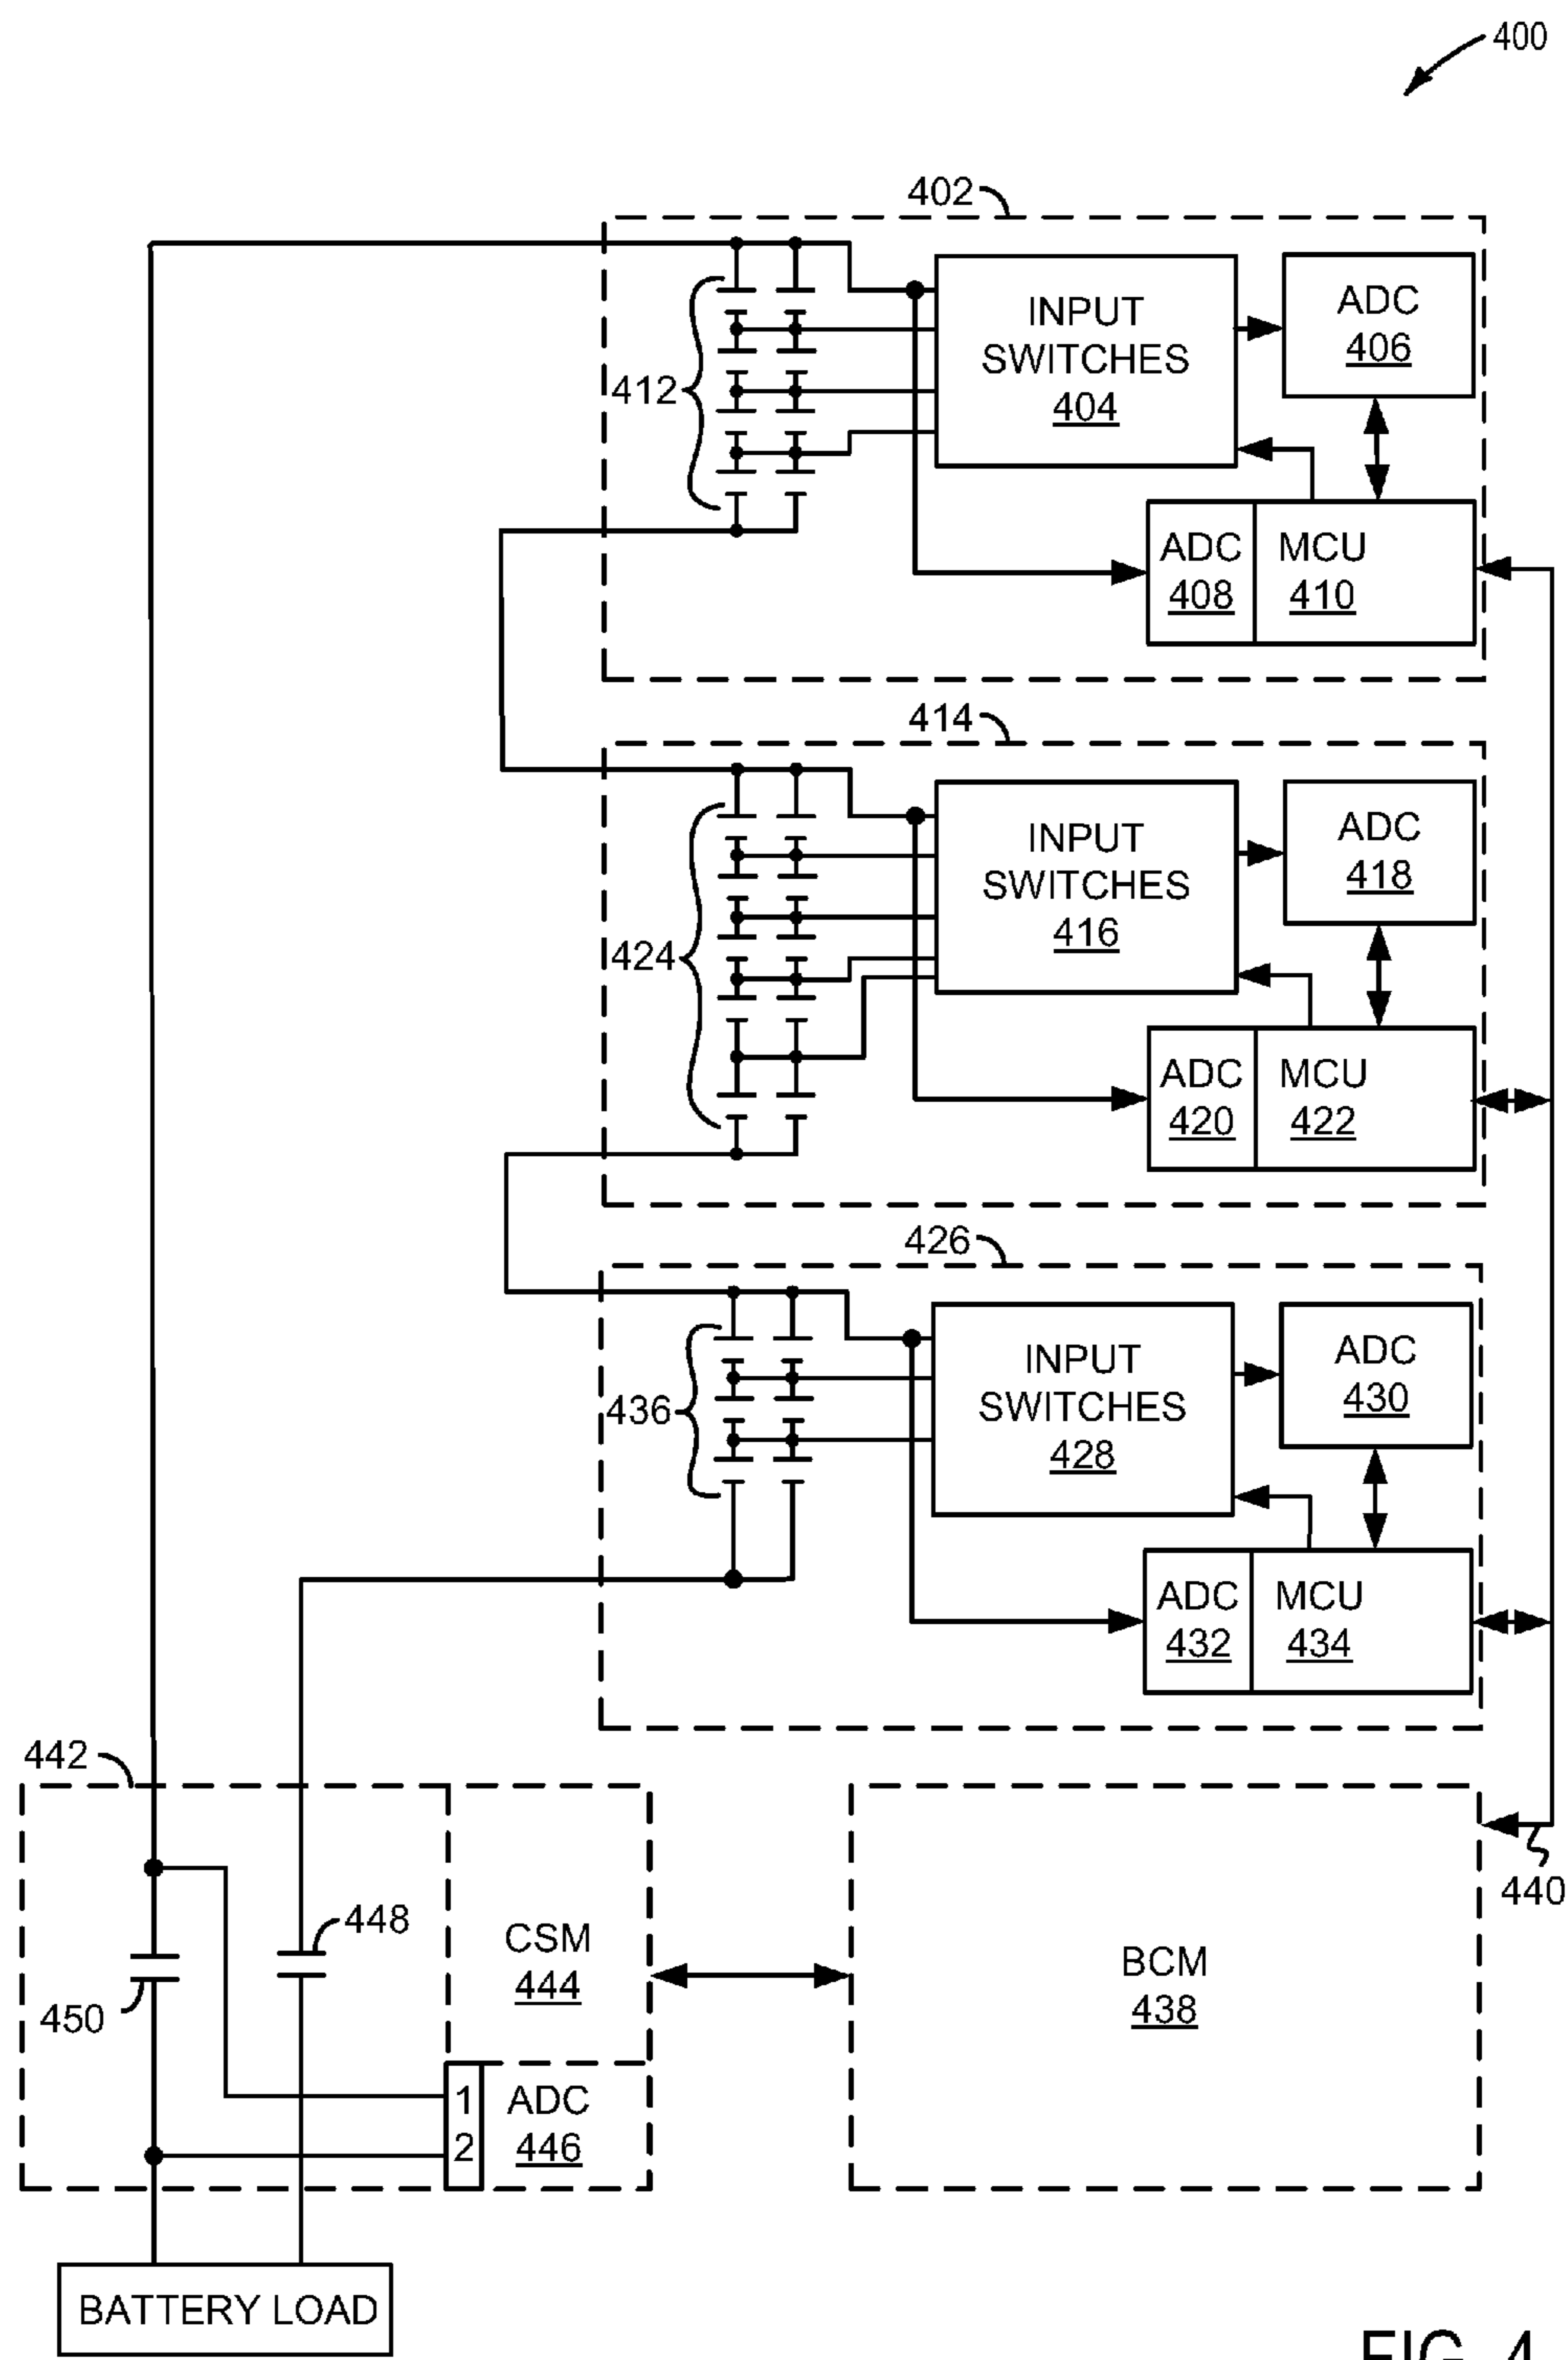 400
402
INPUT
SWITCHES
404
ADC
406
412
ADC
408
MCU
410
414
INPUT
SWITCHES
416
ADC
418
424
ADC
420
MCU
422
426
INPUT
SWITCHES
428
ADC
430
436
ADC
432
MCU
434
442
440
448
450
CSM
444
BCM
438
1
2
ADC
446
BATTERY LOAD
FIG. 4